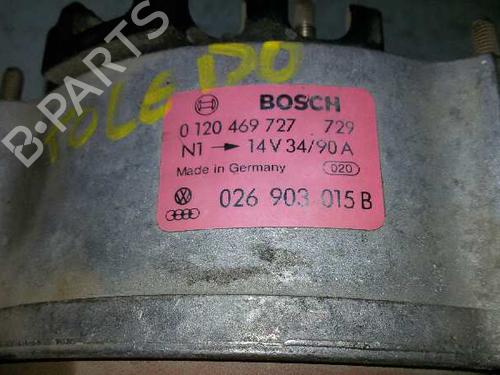 B-PARTS
TOLEDO
BOSCH
0 120 469 727 729
N1 → 14 V 34/90 A
Made in Germany 020
026 903 015 B